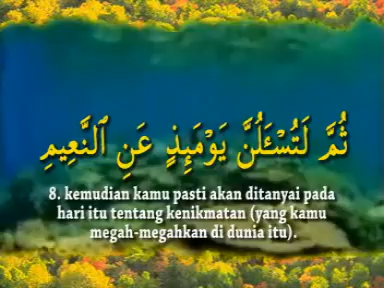 ثُمَّ لَتُسْـَٔلُنَّ يَوْمَئِذٍ عَنِ ٱلنَّعِيمِ
8. kemudian kamu pasti akan ditanyai pada
hari itu tentang kenikmatan (yang kamu
megah-megahkan di dunia itu).